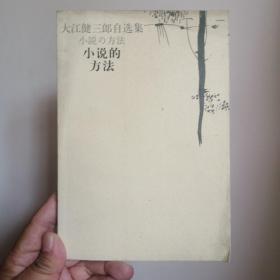 大江健三郎自选集
小説の方法
小说的
方法